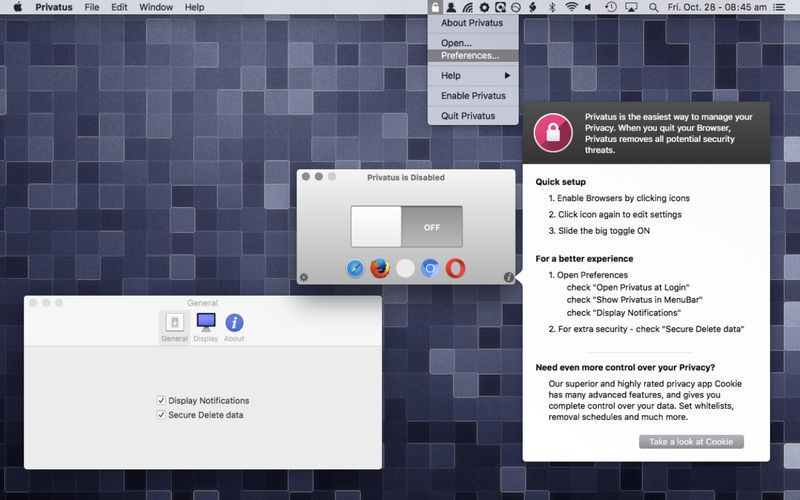 Privatus File Edit Window Help
Fri. Oct. 28 - 08:45 am
About Privatus
Open...
Preferences...
Help
Enable Privatus
Quit Privatus
Privatus is the easiest way to manage your
Privacy. When you quit your Browser,
Privatus removes all potential security
threats.
Quick setup
1. Enable Browsers by clicking icons
2. Click icon again to edit settings
3. Slide the big toggle ON
For a better experience
1. Open Preferences
check "Open Privatus at Login"
check "Show Privatus in MenuBar"
check "Display Notifications"
2. For extra security - check "Secure Delete data"
Need even more control over your Privacy?
Our superior and highly rated privacy app Cookie
has many advanced features, and gives you
complete control over your data. Set whitelists,
removal schedules and much more.
Take a look at Cookie
Privatus is Disabled
OFF
General
General Display About
Display Notifications
Secure Delete data